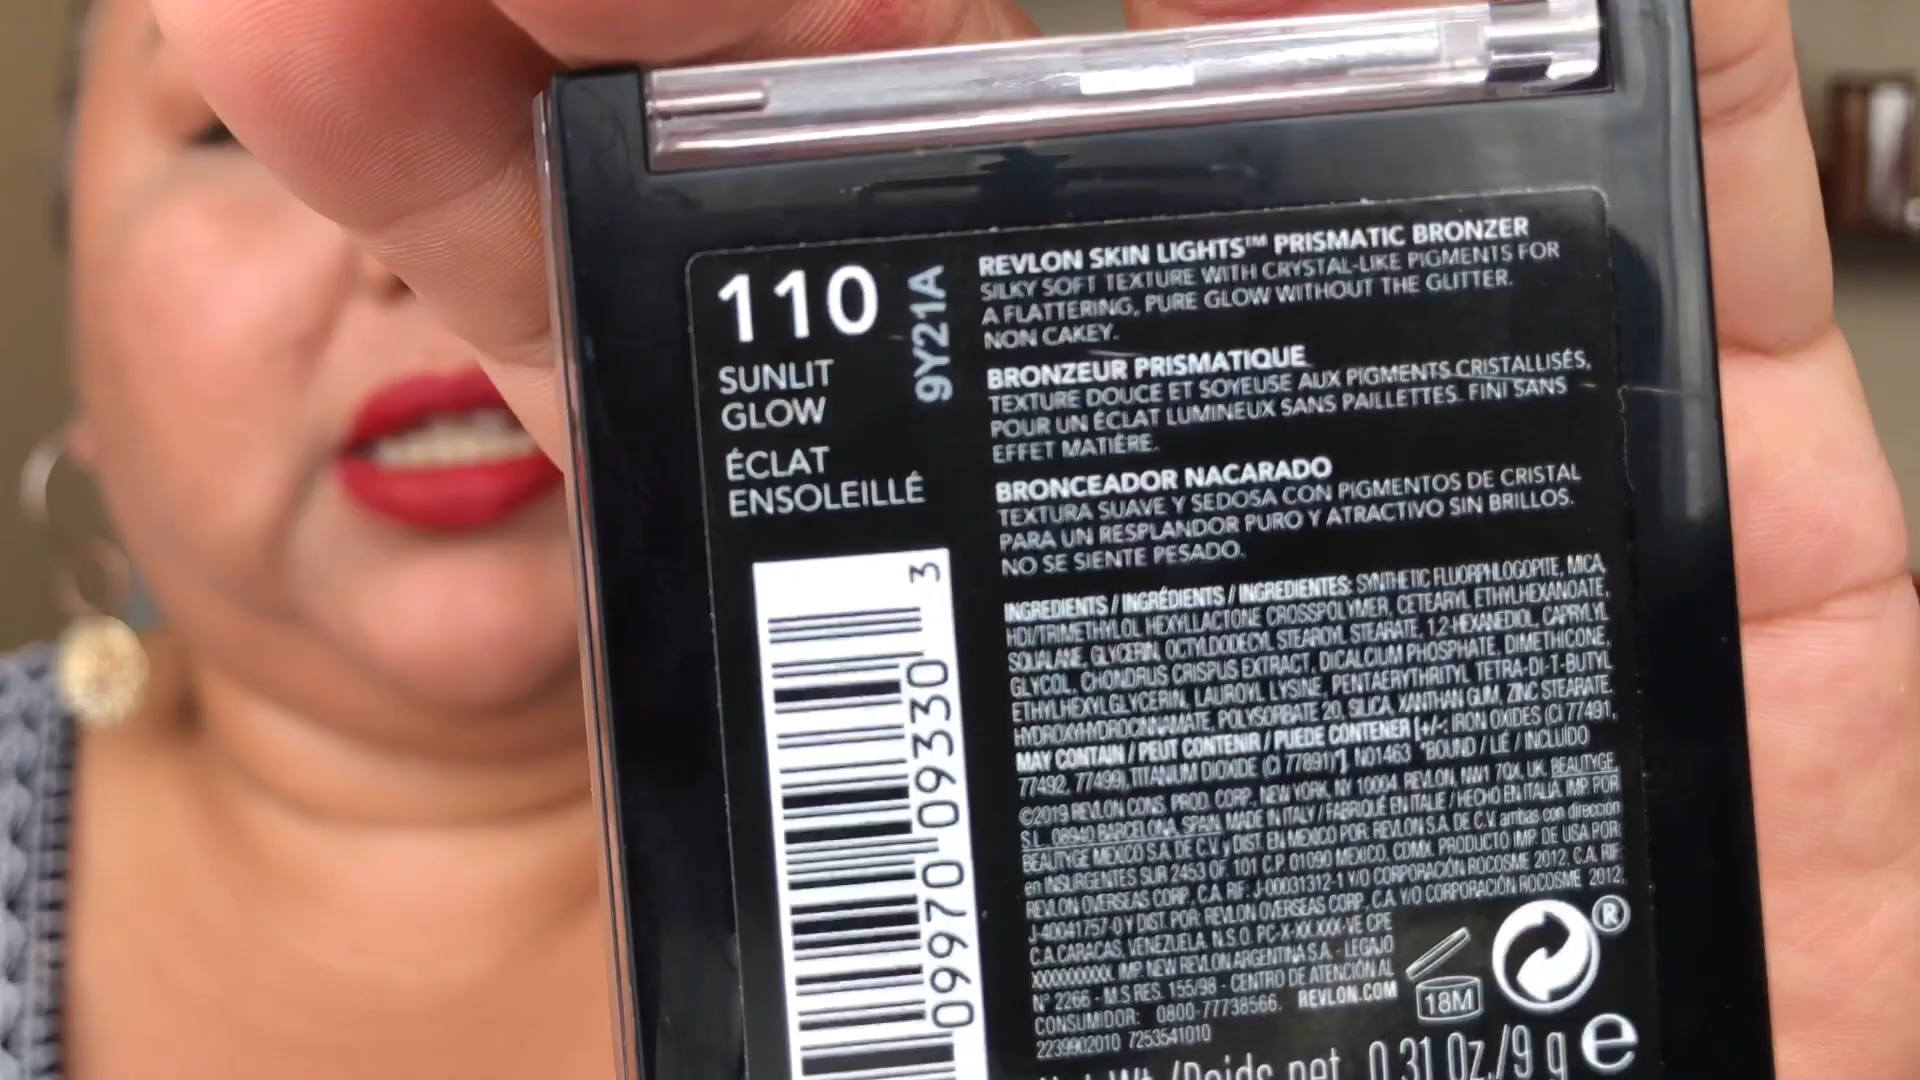 110
9Y21A
SUNLIT
GLOW
ÉCLAT
ENSOLEILLÉ
REVLON SKIN LIGHTS™ PRISMATIC BRONZER
SILKY SOFT TEXTURE WITH CRYSTAL-LIKE PIGMENTS FOR
A FLATTERING, PURE GLOW WITHOUT THE GLITTER.
NON CAKEY.
BRONZEUR PRISMATIQUE
TEXTURE DOUCE ET SOYEUSE AUX PIGMENTS CRISTALLISÉS,
POUR UN ÉCLAT LUMINEUX SANS PAILLETTES. FINI SANS
EFFET MATIÈRE.
BRONCEADOR NACARADO
TEXTURA SUAVE Y SEDOSA CON PIGMENTOS DE CRISTAL
PARA UN RESPLANDOR PURO Y ATRACTIVO SIN BRILLOS.
NO SE SIENTE PESADO.
INGREDIENTS / INGRÉDIENTS / INGREDIENTES: SYNTHETIC FLUORPHLOGOPITE, MICA,
HDI/TRIMETHYLOL HEXYLLACTONE CROSSPOLYMER, CETEARYL ETHYLHEXANOATE,
SQUALANE, GLYCERIN, OCTYLDODECYL STEAROYL STEARATE, 1,2-HEXANEDIOL, CAPRYLYL
GLYCOL, CHONDRUS CRISPUS EXTRACT, DICALCIUM PHOSPHATE, DIMETHICONE,
ETHYLHEXYLGLYCERIN, LAUROYL LYSINE, PENTAERYTHRITYL TETRA-DI-T-BUTYL
HYDROXYHYDROCINNAMATE, POLYSORBATE 20, SILICA, XANTHAN GUM, ZINC STEARATE.
MAY CONTAIN / PEUT CONTENIR / PUEDE CONTENER [+/-: IRON OXIDES (CI 77491,
77492, 77499), TITANIUM DIOXIDE (CI 77891)*]. N01463 *BOUND / LIÉ / INCLUIDO
©2019 REVLON CONS. PROD. CORP., NEW YORK, NY 10004. REVLON, NW1 7QX, UK. BEAUTYGE,
S.L., 08940 BARCELONA, SPAIN. MADE IN ITALY / FABRIQUÉ EN ITALIE / HECHO EN ITALIA. IMP. POR
BEAUTYGE MEXICO S.A. DE C.V. y DIST. EN MEXICO POR: REVLON S.A. DE C.V. ambas con dirección
en INSURGENTES SUR 2453 OF. 101 C.P. 01090 MEXICO, CDMX. PRODUCTO IMP. DE USA POR:
REVLON OVERSEAS CORP., C.A. RIF: J-00031312-1 Y/O CORPORACIÓN ROCOSME 2012, C.A. RIF:
J-40041757-0 Y DIST. POR: REVLON OVERSEAS CORP., C.A. Y/O CORPORACIÓN ROCOSME 2012,
C.A. CARACAS, VENEZUELA. N.S.O. PC-X-XX.XXX-VE CPE
XXXXXXXXXX. IMP. NEW REVLON ARGENTINA S.A. - LEGAJO
N° 2266 - M.S RES. 155/98 - CENTRO DE ATENCIÓN AL
CONSUMIDOR: 0800-77738566. REVLON.COM
2239902010 7253541010
18M
®
Net Wt./Poids net 0.31 Oz./9 g e
3
09970 09330